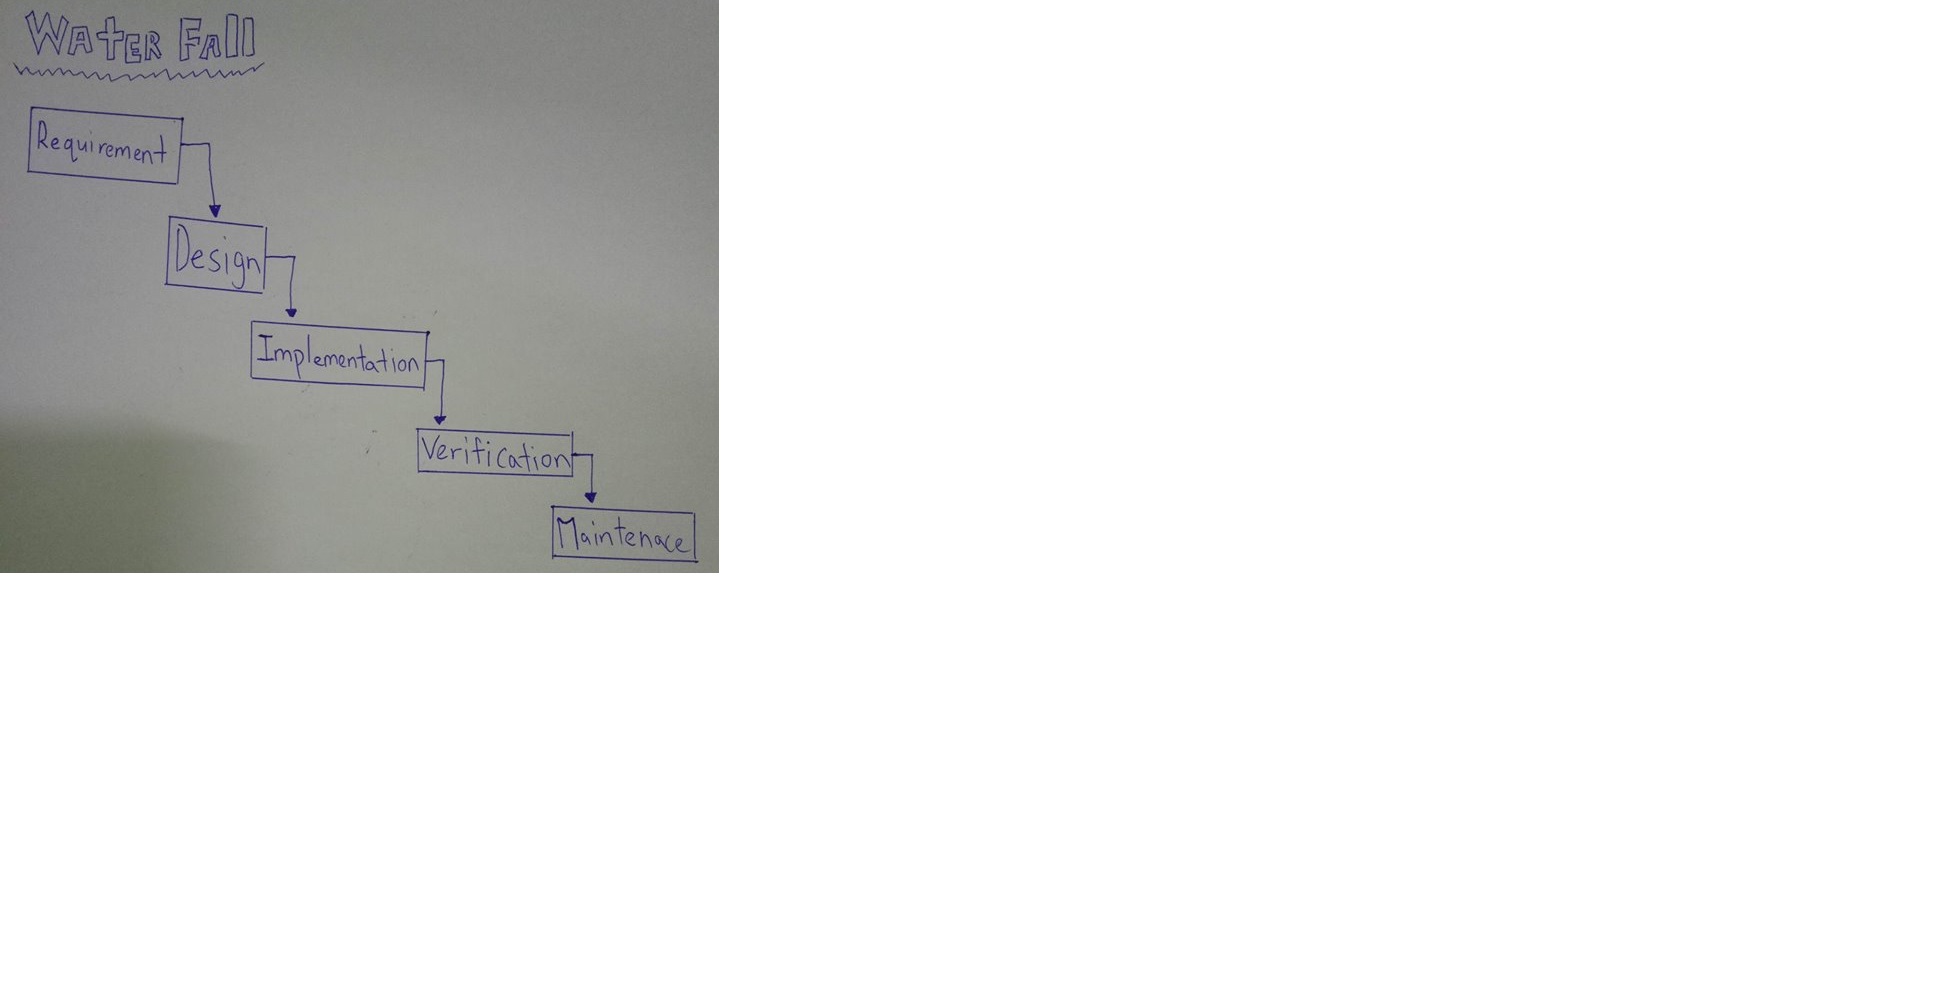 WATER FAll
Requirement
Design
Implementation
Verification
Maintenace